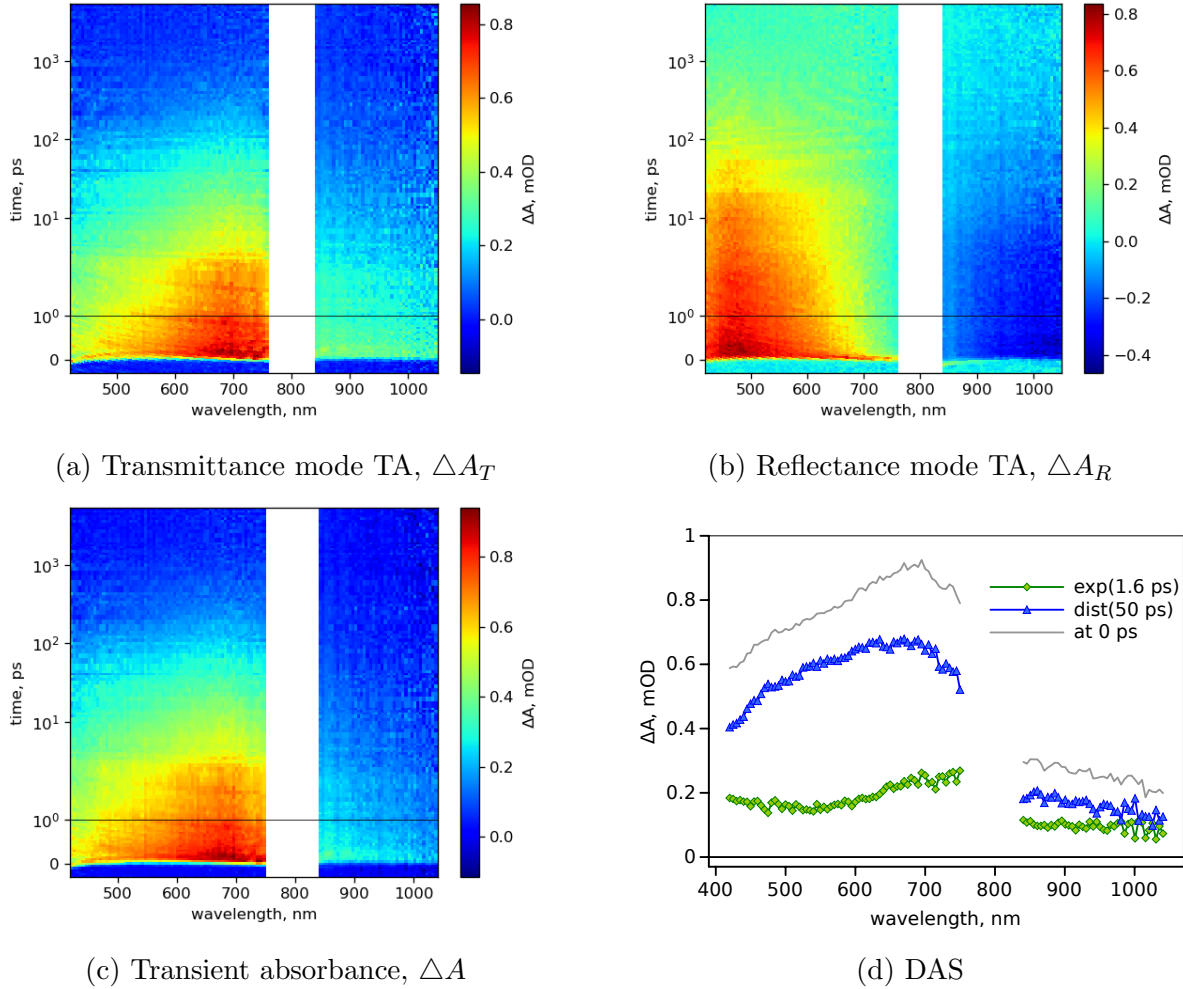 10³
10²
10¹
10⁰
0
time, ps
500 600 700 800 900 1000
wavelength, nm
0.8
0.6
0.4
0.2
0.0
ΔA, mOD
(a) Transmittance mode TA, △A_T
10³
10²
10¹
10⁰
0
time, ps
500 600 700 800 900 1000
wavelength, nm
0.8
0.6
0.4
0.2
0.0
−0.2
−0.4
ΔA, mOD
(b) Reflectance mode TA, △A_R
10³
10²
10¹
10⁰
0
time, ps
500 600 700 800 900 1000
wavelength, nm
0.8
0.6
0.4
0.2
0.0
ΔA, mOD
(c) Transient absorbance, △A
1
0.8
0.6
0.4
0.2
0
ΔA, mOD
exp(1.6 ps)
dist(50 ps)
at 0 ps
400 500 600 700 800 900 1000
wavelength, nm
(d) DAS